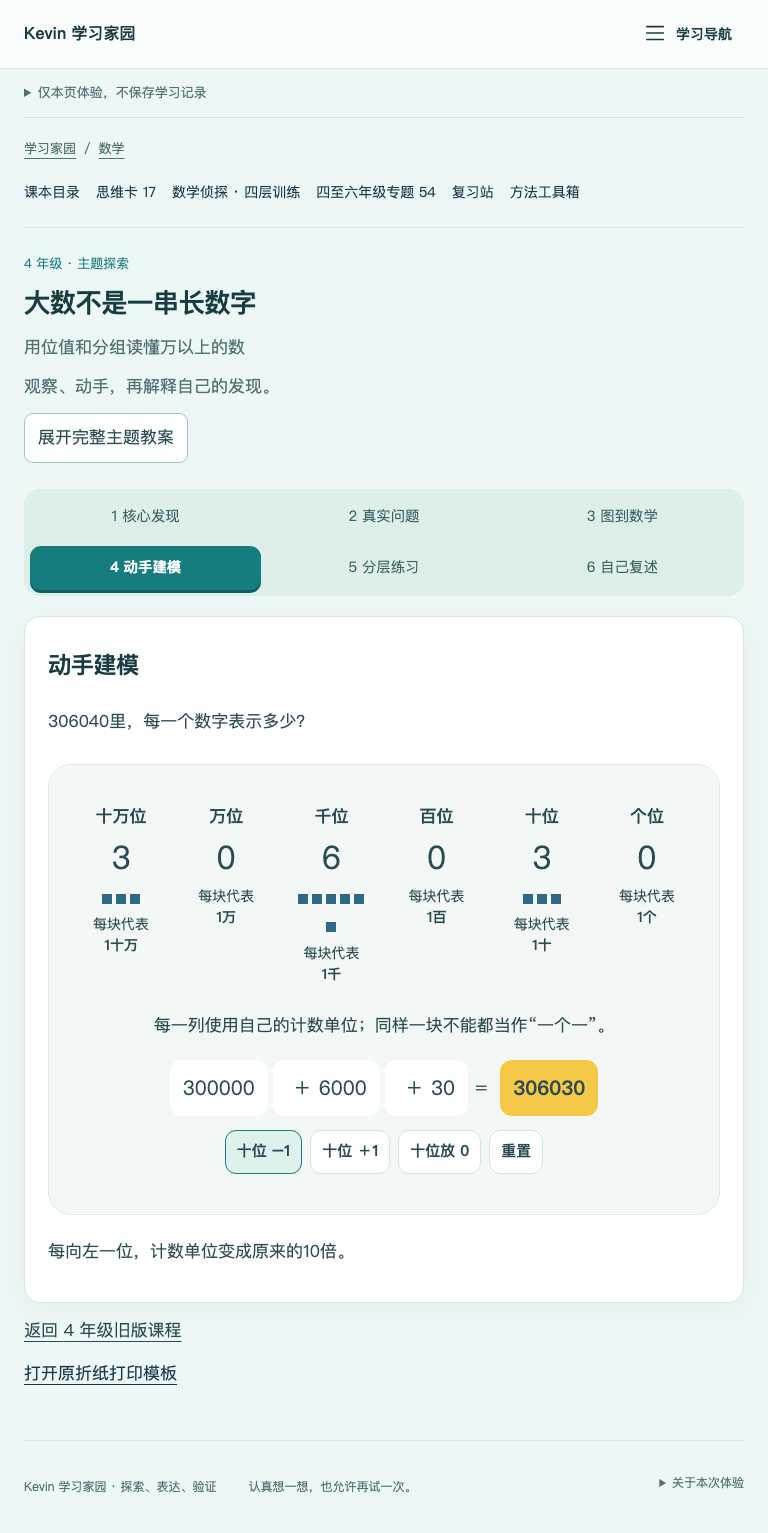 Kevin 学习家园
学习导航
▶ 仅本页体验，不保存学习记录
学习家园 / 数学
课本目录 思维卡 17 数学侦探 · 四层训练 四至六年级专题 54 复习站 方法工具箱
4 年级 · 主题探索
大数不是一串长数字
用位值和分组读懂万以上的数
观察、动手，再解释自己的发现。
展开完整主题教案
1 核心发现 2 真实问题 3 图到数学
4 动手建模 5 分层练习 6 自己复述
动手建模
306040里，每一个数字表示多少?
十万位 万位 千位 百位 十位 个位
3 0 6 0 3 0
每块代表 每块代表 每块代表 每块代表 每块代表 每块代表
1十万 1万 1千 1百 1十 1个
每一列使用自己的计数单位；同样一块不能都当作“一个一”。
300000 + 6000 + 30 = 306030
十位 −1 十位 +1 十位放 0 重置
每向左一位，计数单位变成原来的10倍。
返回 4 年级旧版课程
打开原折纸打印模板
Kevin 学习家园 · 探索、表达、验证 认真想一想，也允许再试一次。
▶ 关于本次体验